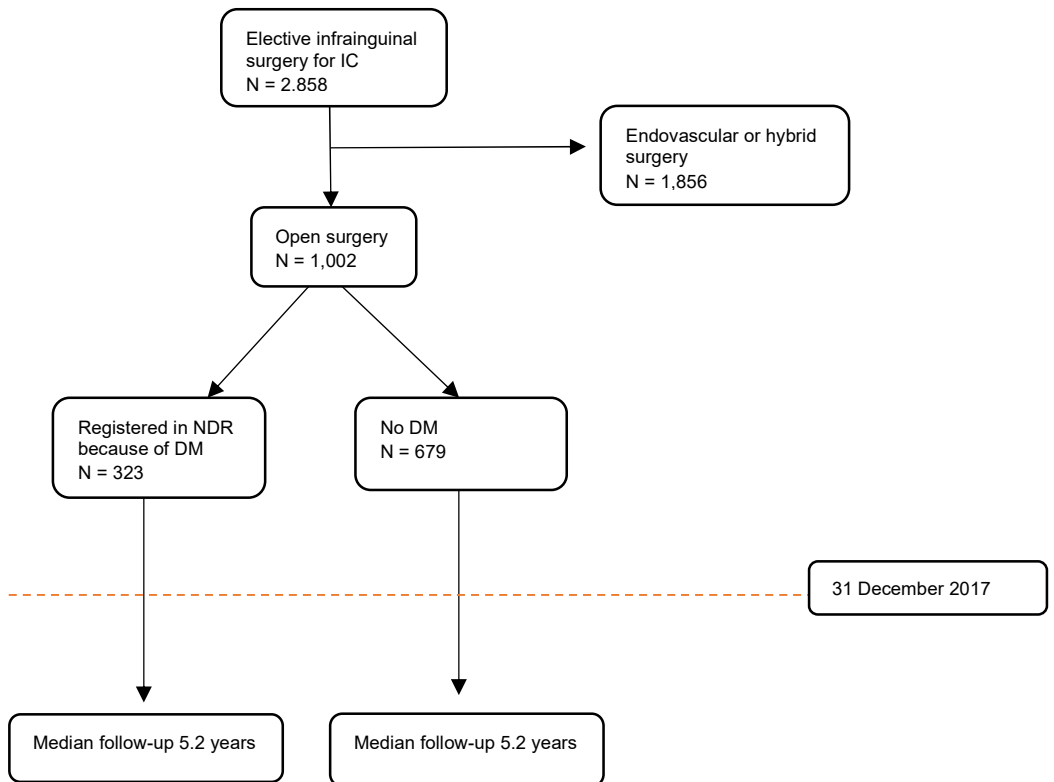 Elective infrainguinal
surgery for IC
N = 2.858
Endovascular or hybrid
surgery
N = 1,856
Open surgery
N = 1,002
Registered in NDR
because of DM
N = 323
No DM
N = 679
31 December 2017
Median follow-up 5.2 years
Median follow-up 5.2 years